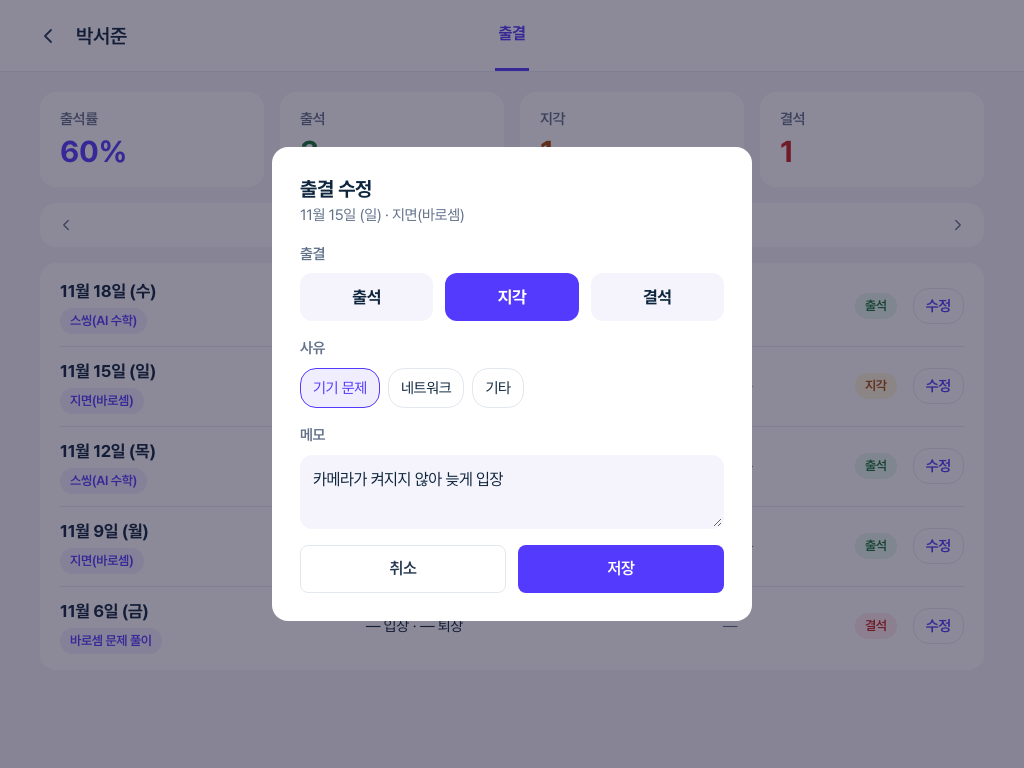 박서준
출결
출석률
출석
지각
결석
60%
1
출결 수정
11월 15일 (일) · 지면(바로셈)
출결
출석
지각
결석
사유
기기 문제
네트워크
기타
메모
카메라가 켜지지 않아 늦게 입장
취소
저장
11월 18일 (수)
스씽(AI 수학)
출석
수정
11월 15일 (일)
지면(바로셈)
지각
수정
11월 12일 (목)
스씽(AI 수학)
출석
수정
11월 9일 (월)
지면(바로셈)
출석
수정
11월 6일 (금)
바로셈 문제 풀이
— 입장 · — 퇴장
—
결석
수정